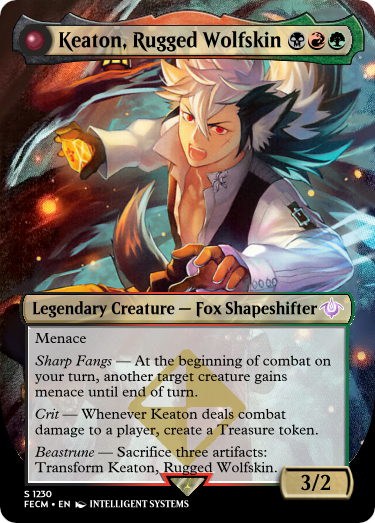 Keaton, Rugged Wolfskin
Legendary Creature — Fox Shapeshifter
Menace
Sharp Fangs — At the beginning of combat on
your turn, another target creature gains
menace until end of turn.
Crit — Whenever Keaton deals combat
damage to a player, create a Treasure token.
Beastrune — Sacrifice three artifacts:
Transform Keaton, Rugged Wolfskin.
3/2
S 1230
FECM • EN INTELLIGENT SYSTEMS